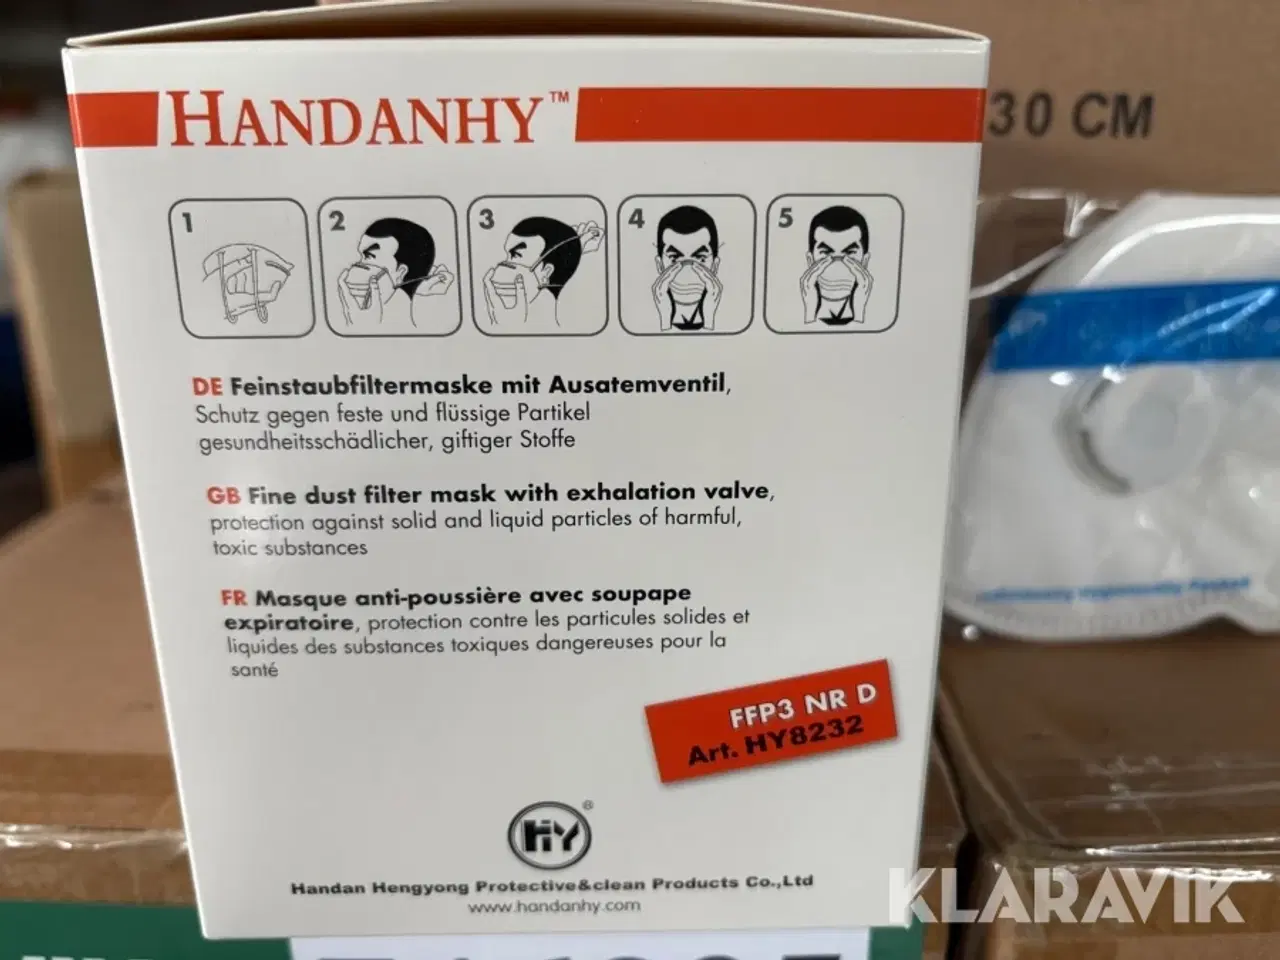 HANDANHY™
30 CM
1 2 3 4 5
DE Feinstaubfiltermaske mit Ausatemventil,
Schutz gegen feste und flüssige Partikel
gesundheitsschädlicher, giftiger Stoffe
GB Fine dust filter mask with exhalation valve,
protection against solid and liquid particles of harmful,
toxic substances
FR Masque anti-poussière avec soupape
expiratoire, protection contre les particules solides et
liquides des substances toxiques dangereuses pour la
santé
FFP3 NR D
Art. HY8232
HY®
Handan Hengyong Protective&clean Products Co.,Ltd
www.handanhy.com
KLARAVIK